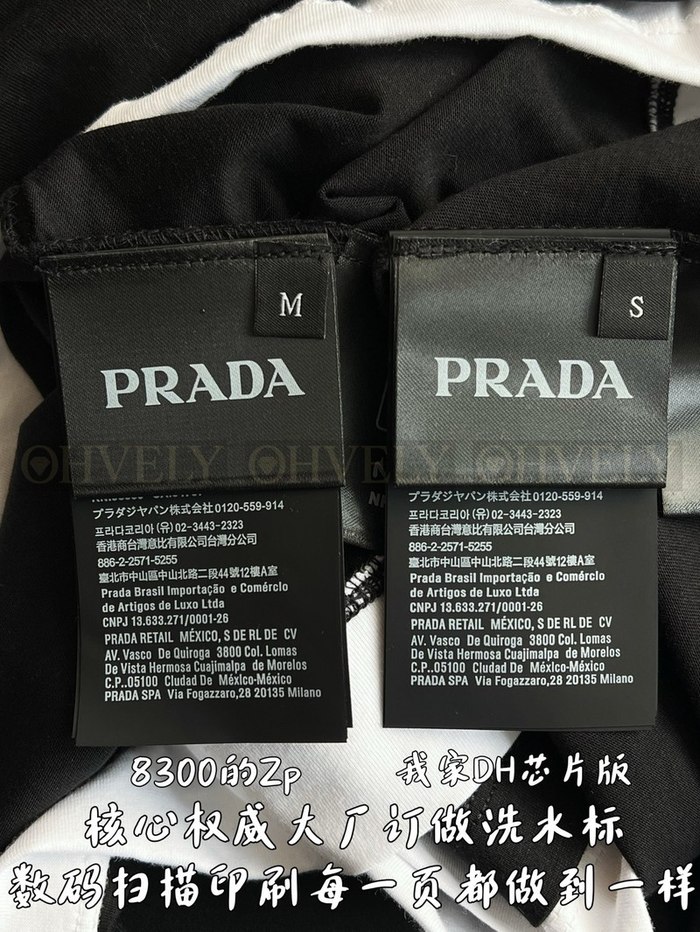 M
PRADA
プラダジャパン株式会社0120-559-914
프라다코리아 (유) 02-3443-2323
香港商台灣意比有限公司台灣分公司
886-2-2571-5255
臺北市中山區中山北路二段44號12樓A室
Prada Brasil Importação e Comércio
de Artigos de Luxo Ltda
CNPJ 13.633.271/0001-26
PRADA RETAIL MÉXICO, S DE RL DE CV
AV. Vasco De Quiroga 3800 Col. Lomas
De Vista Hermosa Cuajimalpa de Morelos
C.P..05100 Cludad De México-México
PRADA SPA Via Fogazzaro,28 20135 Milano
S
PRADA
プラダジャパン株式会社0120-559-914
프라다코리아 (유) 02-3443-2323
香港商台灣意比有限公司台灣分公司
886-2-2571-5255
臺北市中山區中山北路二段44號12樓A室
Prada Brasil Importação e Comércio
de Artigos de Luxo Ltda
CNPJ 13.633.271/0001-26
PRADA RETAIL MÉXICO, S DE RL DE CV
AV. Vasco De Quiroga 3800 Col. Lomas
De Vista Hermosa Cuajimalpa de Morelos
C.P..05100 Cludad De México-México
PRADA SPA Via Fogazzaro,28 20135 Milano
OHVELY OHVELY OHVELY
8300的Zp 我家DH芯片版
核心权威大厂订做洗水标
数码扫描印刷每一页都做到一样